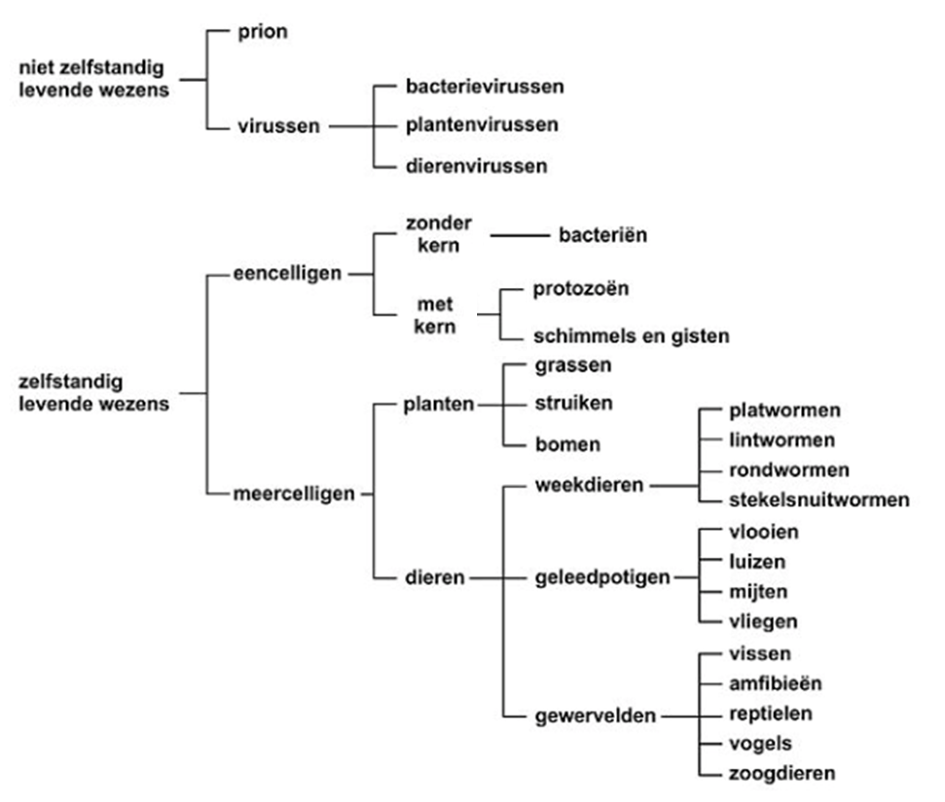 prion
niet zelfstandig
levende wezens
bacterievirussen
virussen
plantenvirussen
dierenvirussen
zonder
kern
bacteriën
eencelligen
protozoën
met
kern
schimmels en gisten
grassen
zelfstandig
levende wezens
planten
struiken
bomen
platwormen
lintwormen
rondwormen
weekdieren
stekelsnuitwormen
meercelligen
vlooien
luizen
dieren
geleedpotigen
mijten
vliegen
vissen
amfibieën
gewervelden
reptielen
vogels
zoogdieren